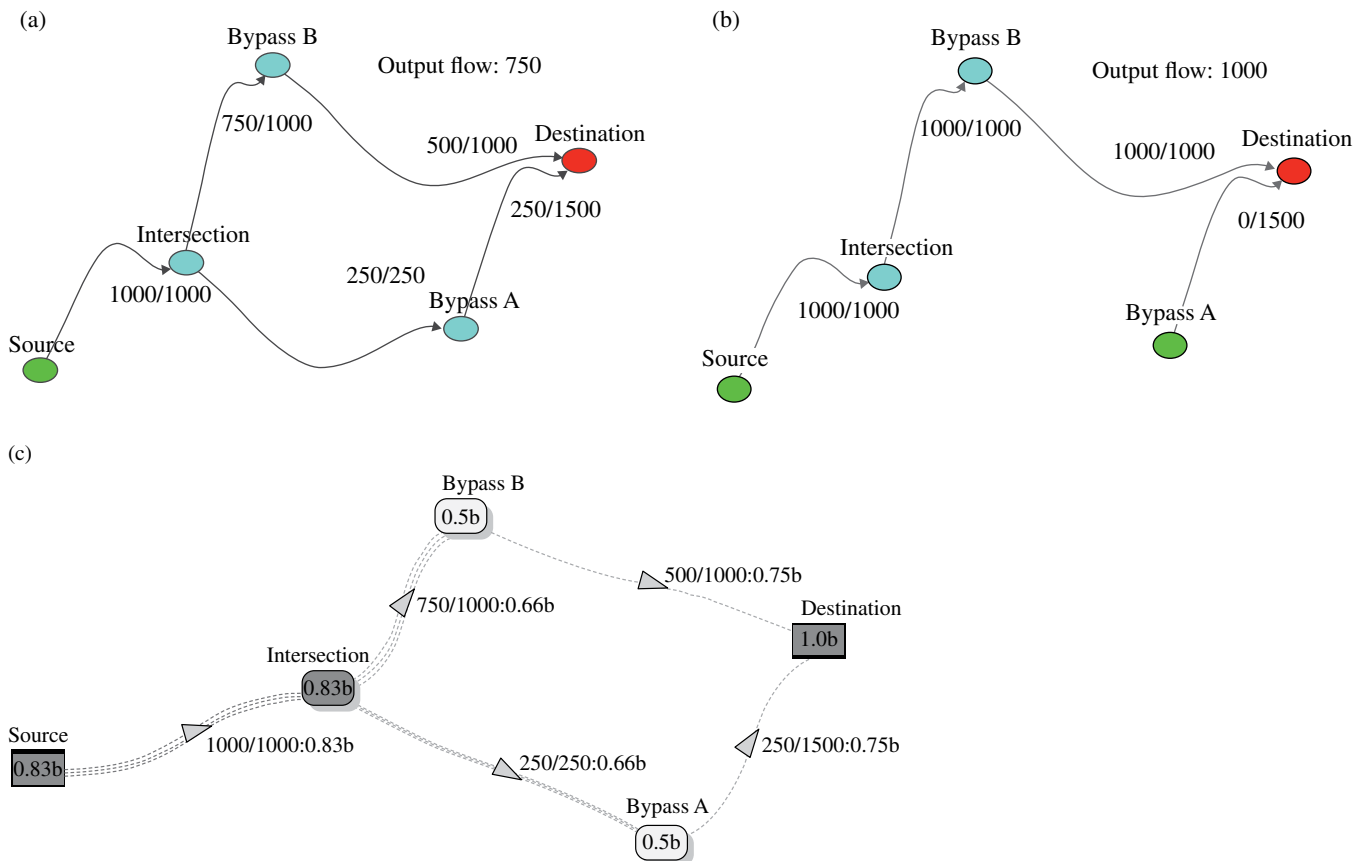 (a)
Bypass B
Output flow: 750
750/1000
500/1000
Destination
250/1500
Intersection
1000/1000
250/250
Bypass A
Source
(b)
Bypass B
Output flow: 1000
1000/1000
1000/1000
Destination
0/1500
Intersection
1000/1000
Bypass A
Source
(c)
Bypass B
0.5b
500/1000:0.75b
750/1000:0.66b
Destination
1.0b
Intersection
0.83b
Source
0.83b
1000/1000:0.83b
250/250:0.66b
250/1500:0.75b
Bypass A
0.5b